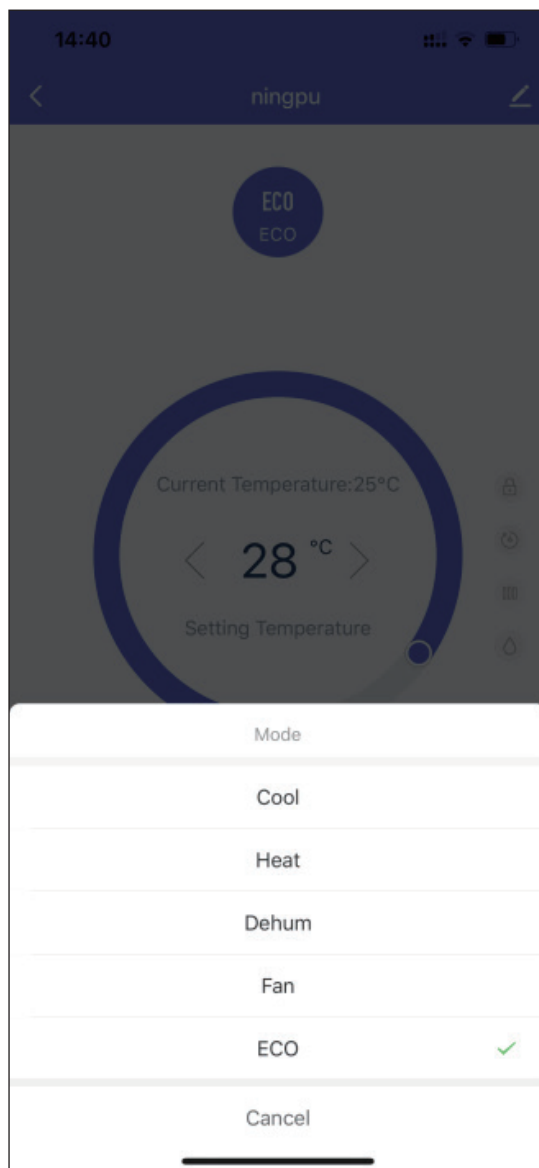 14:40
ningpu
ECO
ECO
Current Temperature:25°C
28 °C
Setting Temperature
Mode
Cool
Heat
Dehum
Fan
ECO
Cancel